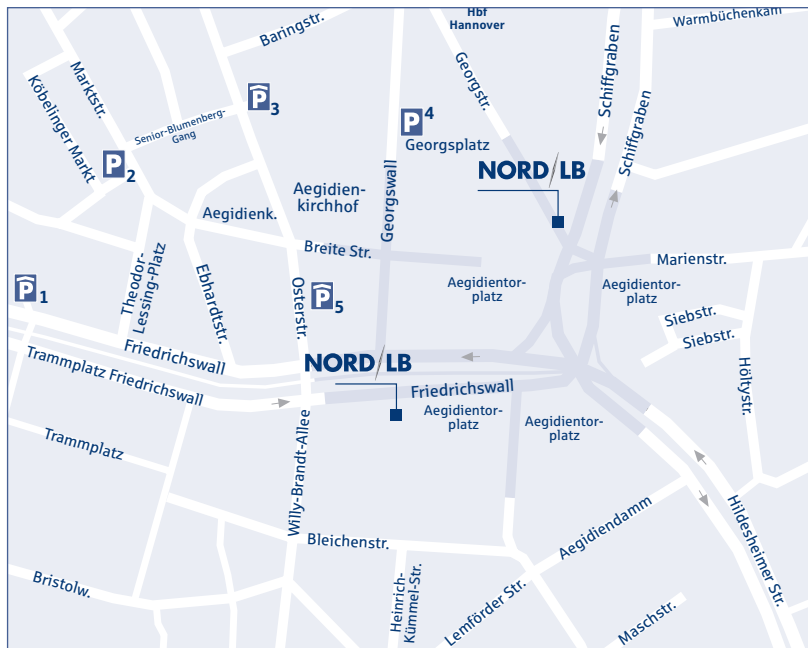 Hbf
Hannover
Warmbüchenkam
Baringstr.
Georgstr.
Schiffgraben
Schiffgraben
Marktstr.
Köbelinger Markt
Senior-Blumenberg-
Gang
P 3
P 4
Georgsplatz
P 2
NORD/LB
Aegidien-
kirchhof
Georgswall
Aegidienk.
Breite Str.
Marienstr.
Theodor-
Lessing-Platz
Ebhardtstr.
Osterstr.
P 1
P 5
Aegidientor-
platz
Aegidientor-
platz
Siebstr.
Siebstr.
Höltystr.
Friedrichswall
Trammplatz Friedrichswall
NORD/LB
Friedrichswall
Aegidientor-
platz
Aegidientor-
platz
Trammplatz
Willy-Brandt-Allee
Bleichenstr.
Aegidiendamm
Hildesheimer Str.
Bristolw.
Heinrich-
Kümmel-Str.
Lemförder Str.
Maschstr.